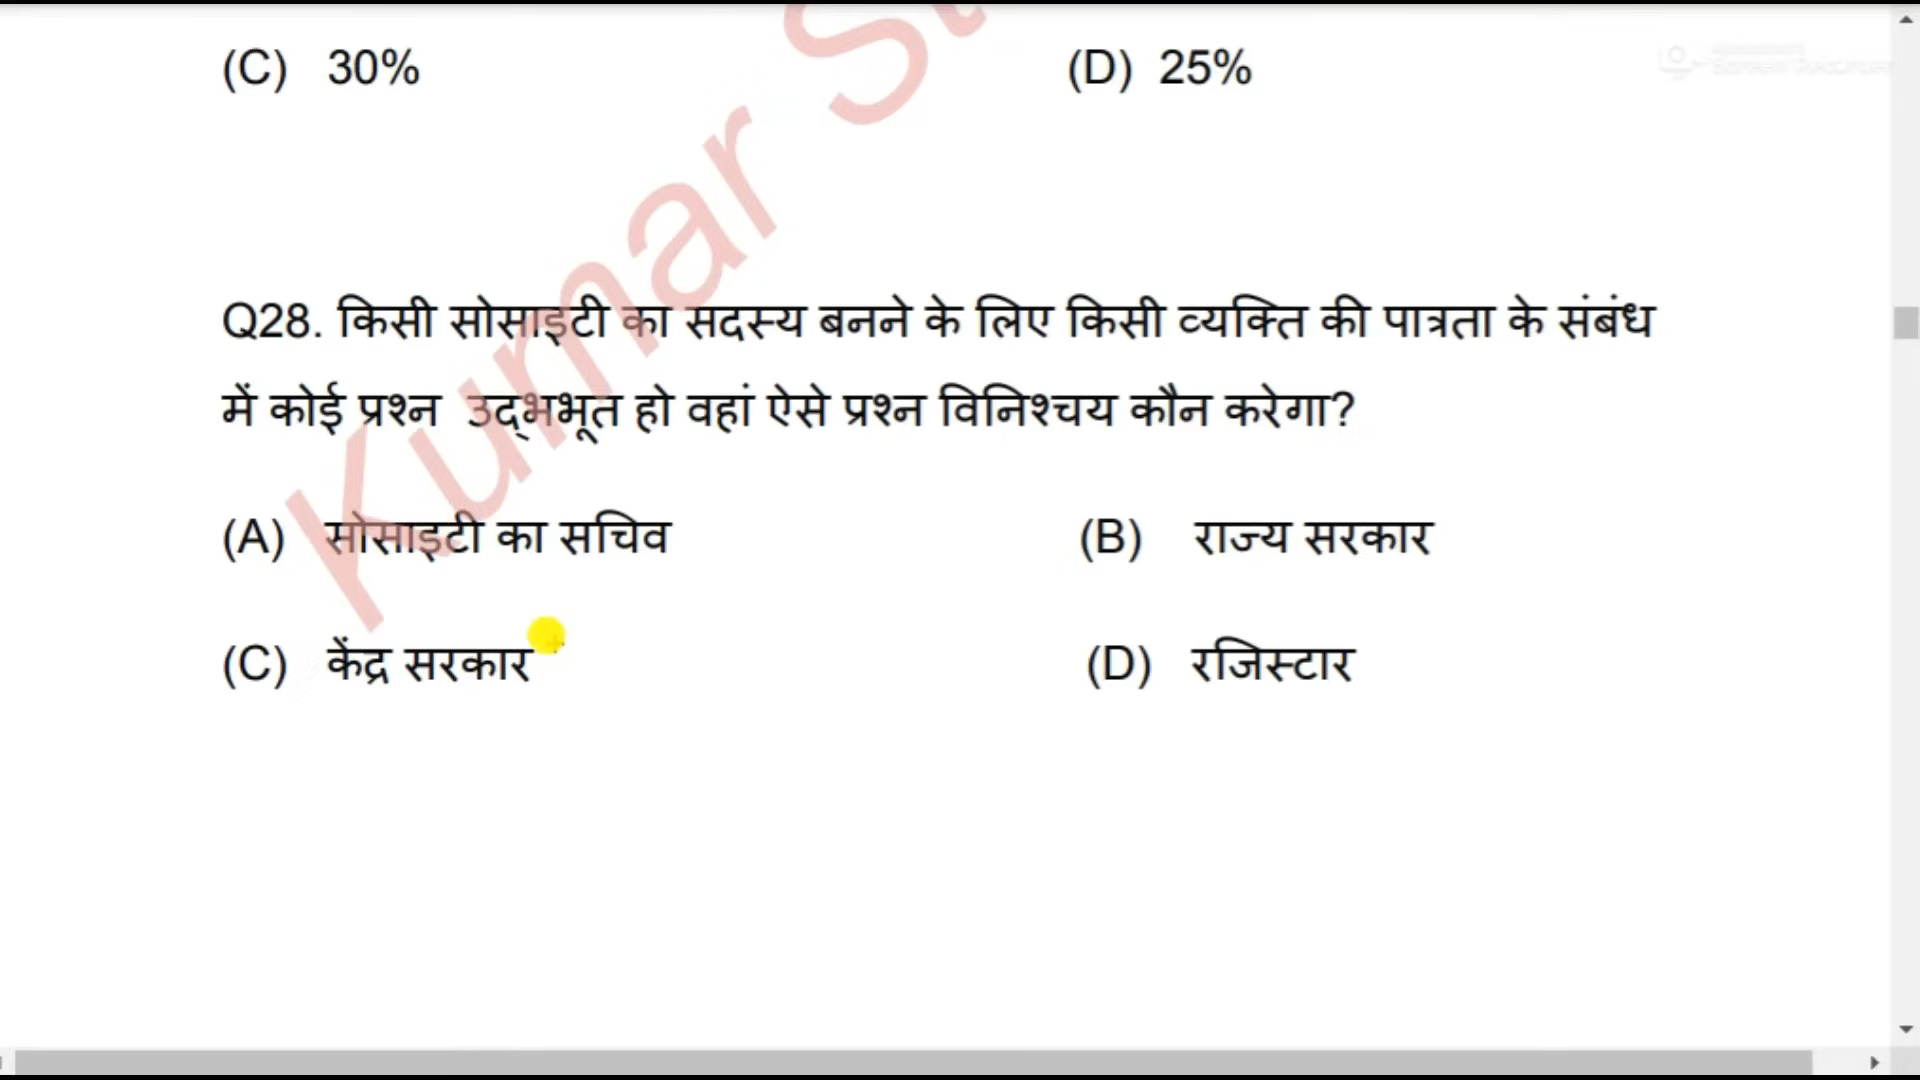 (C) 30% (D) 25%
Q28. किसी सोसाइटी का सदस्य बनने के लिए किसी व्यक्ति की पात्रता के संबंध
में कोई प्रश्न उद्भभूत हो वहां ऐसे प्रश्न विनिश्चय कौन करेगा?
(A) सोसाइटी का सचिव (B) राज्य सरकार
(C) केंद्र सरकार (D) रजिस्टार
Kumar